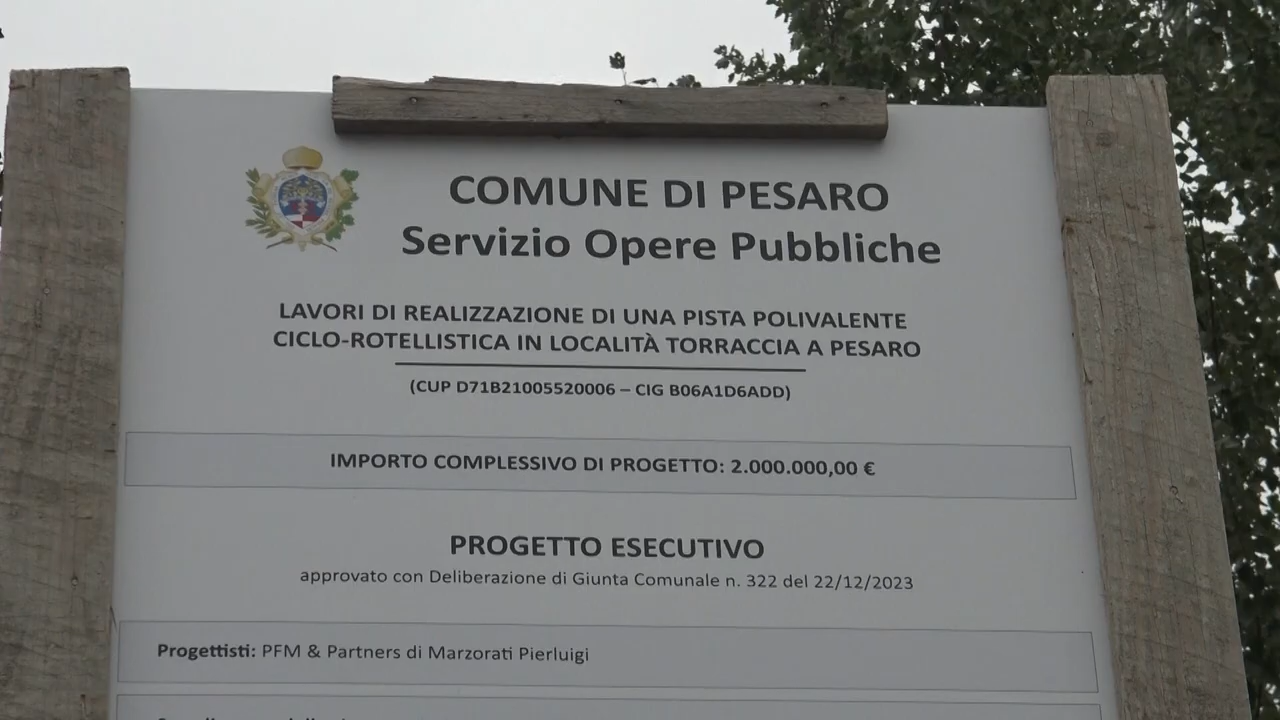 COMUNE DI PESARO
Servizio Opere Pubbliche
LAVORI DI REALIZZAZIONE DI UNA PISTA POLIVALENTE
CICLO-ROTELLISTICA IN LOCALITÀ TORRACCIA A PESARO
(CUP D71B21005520006 – CIG B06A1D6ADD)
IMPORTO COMPLESSIVO DI PROGETTO: 2.000.000,00 €
PROGETTO ESECUTIVO
approvato con Deliberazione di Giunta Comunale n. 322 del 22/12/2023
Progettisti: PFM & Partners di Marzorati Pierluigi